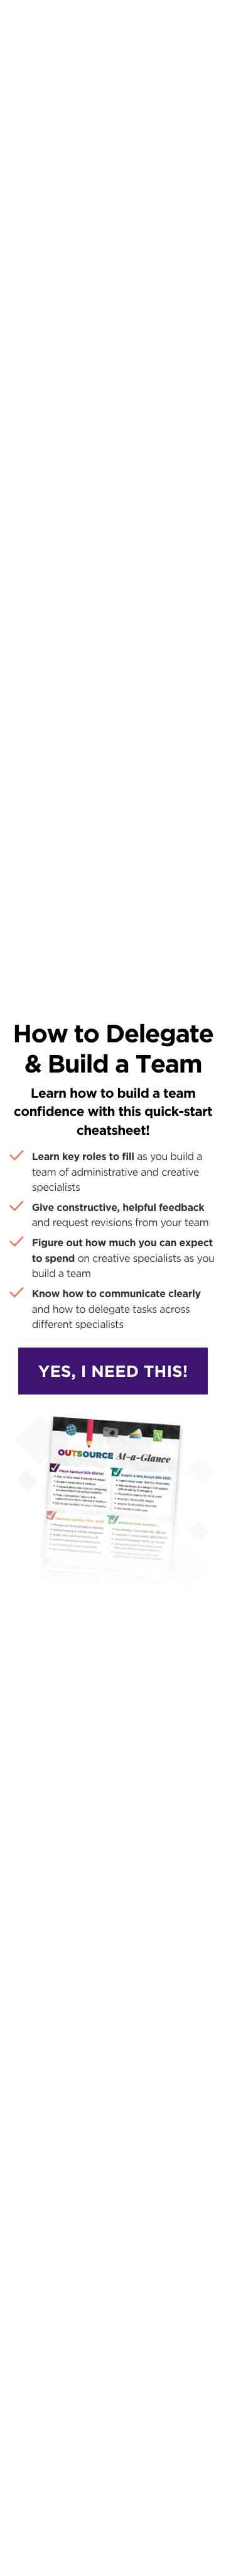 How to Delegate
& Build a Team
Learn how to build a team
confidence with this quick-start
cheatsheet!
Learn key roles to fill as you build a
team of administrative and creative
specialists
Give constructive, helpful feedback
and request revisions from your team
Figure out how much you can expect
to spend on creative specialists as you
build a team
Know how to communicate clearly
and how to delegate tasks across
different specialists
YES, I NEED THIS!
OUTSOURCE At-a-Glance